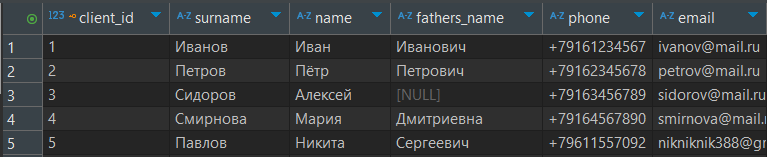 123 client_id A-Z surname A-Z name A-Z fathers_name A-Z phone A-Z email
1 1 Иванов Иван Иванович +79161234567 ivanov@mail.ru
2 2 Петров Пётр Петрович +79162345678 petrov@mail.ru
3 3 Сидоров Алексей [NULL] +79163456789 sidorov@mail.ru
4 4 Смирнова Мария Дмитриевна +79164567890 smirnova@mail.
5 5 Павлов Никита Сергеевич +79611557092 nikniknik388@g